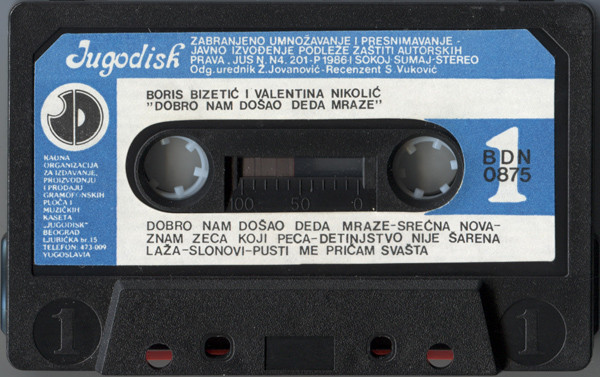 Jugodisk
ZABRANJENO UMNOŽAVANJE I PRESNIMAVANJE -
JAVNO IZVOĐENJE PODLEŽE ZAŠTITI AUTORSKIH
PRAVA. JUS N. N4. 201-P 1986 I SOKOJ SUMAJ-STEREO
Odg. urednik Ž. Jovanović-Recenzent S. Vuković
BORIS BIZETIĆ I VALENTINA NIKOLIĆ
"DOBRO NAM DOŠAO DEDA MRAZE"
RADNA
ORGANIZACIJA
ZA IZDAVANJE,
PROIZVODNJU
I PRODAJU
GRAMOFONSKIH
PLOČA I
MUZIČKIH
KASETA
"JUGODISK"
BEOGRAD
LJUBIČKA br. 15
TELEFON: 473-009
YUGOSLAVIA
1
BDN
0875
100 50 0
DOBRO NAM DOŠAO DEDA MRAZE-SREĆNA NOVA-
ZNAM ZECA KOJI PECA-DETINJSTVO NIJE ŠARENA
LAŽA-SLONOVI-PUSTI ME PRIČAM SVAŠTA
1 1